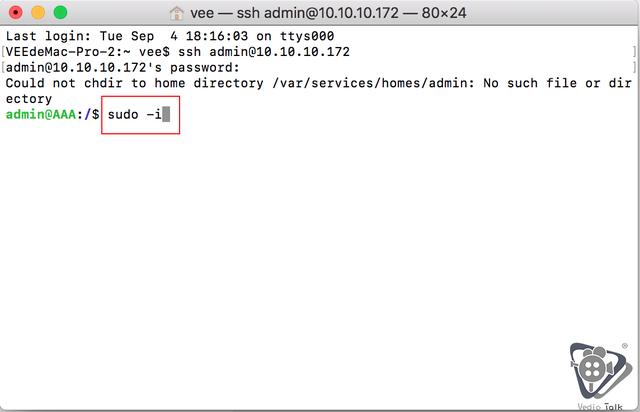 vee — ssh admin@10.10.10.172 — 80×24
Last login: Tue Sep  4 18:16:03 on ttys000
[VEEdeMac-Pro-2:~ vee$ ssh admin@10.10.10.172 ]
[admin@10.10.10.172's password: ]
Could not chdir to home directory /var/services/homes/admin: No such file or dir
ectory
admin@AAA:/$ sudo -i
®
Vedio Talk